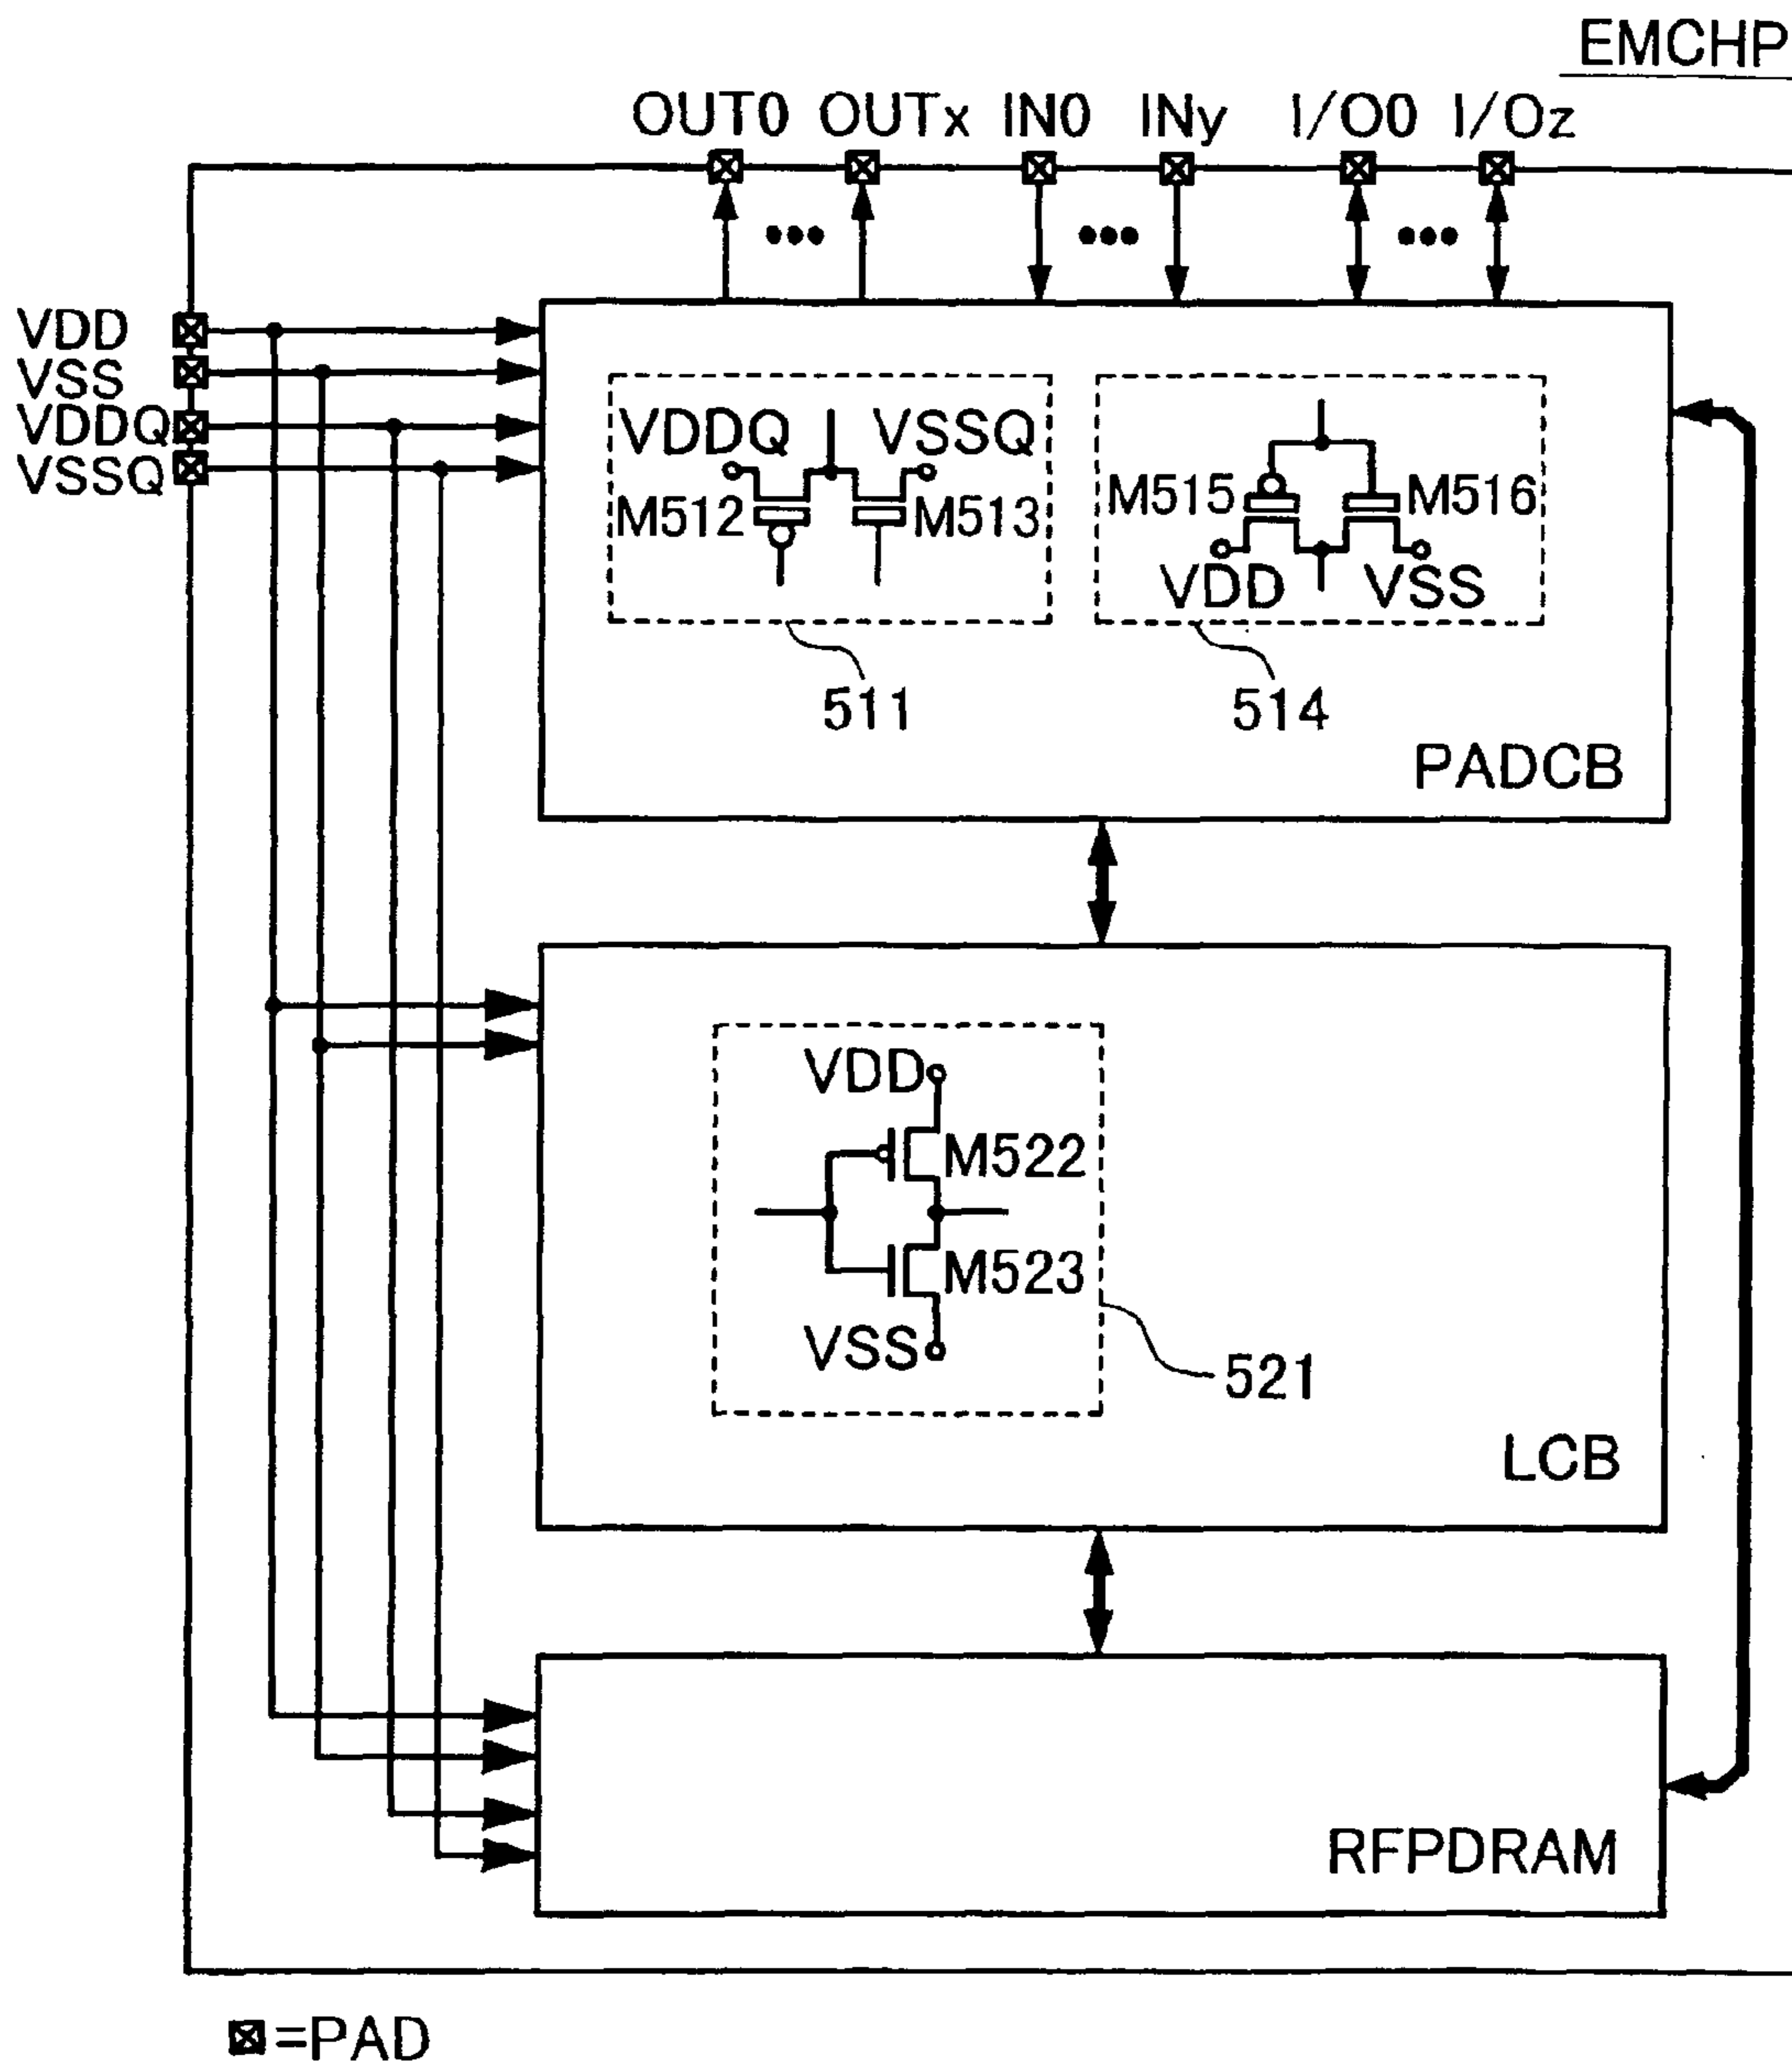 EMCHP
OUT0 OUTx IN0 INy I/O0 I/Oz
VDD
VSS
VDDQ
VSSQ
VDDQ VSSQ
M512 M513
M515 M516
VDD VSS
511
514
PADCB
VDD
M522
M523
VSS
521
LCB
RFPDRAM
=PAD